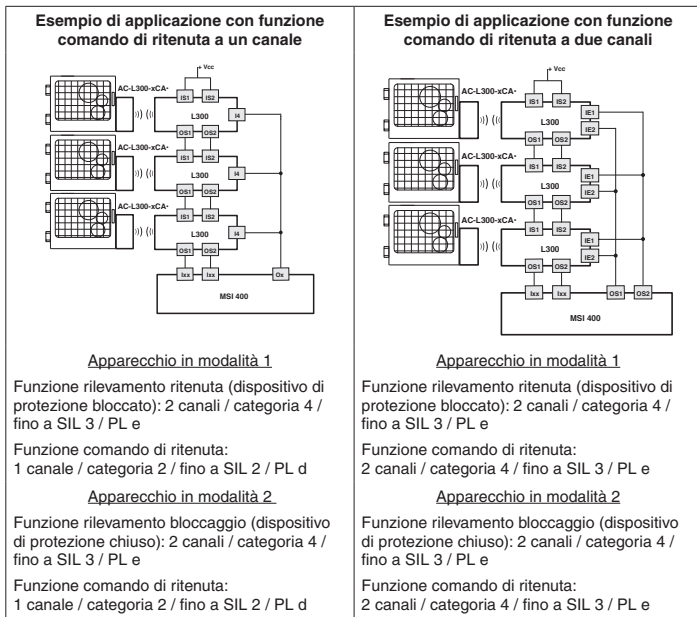 Esempio di applicazione con funzione
comando di ritenuta a un canale
+ Vcc
AC-L300-xCA•
IS1
IS2
L300
I4
OS1
OS2
AC-L300-xCA•
IS1
IS2
L300
I4
OS1
OS2
AC-L300-xCA•
IS1
IS2
L300
I4
OS1
OS2
Ixx
Ixx
Ox
MSI 400
Apparecchio in modalità 1
Funzione rilevamento ritenuta (dispositivo di
protezione bloccato): 2 canali / categoria 4 /
fino a SIL 3 / PL e
Funzione comando di ritenuta:
1 canale / categoria 2 / fino a SIL 2 / PL d
Apparecchio in modalità 2
Funzione rilevamento bloccaggio (dispositivo
di protezione chiuso): 2 canali / categoria 4 /
fino a SIL 3 / PL e
Funzione comando di ritenuta:
1 canale / categoria 2 / fino a SIL 2 / PL d
Esempio di applicazione con funzione
comando di ritenuta a due canali
+ Vcc
AC-L300-xCA•
IS1
IS2
L300
IE1
IE2
OS1
OS2
AC-L300-xCA•
IS1
IS2
L300
IE1
IE2
OS1
OS2
AC-L300-xCA•
IS1
IS2
L300
IE1
IE2
OS1
OS2
Ixx
Ixx
OS1
OS2
MSI 400
Apparecchio in modalità 1
Funzione rilevamento ritenuta (dispositivo di
protezione bloccato): 2 canali / categoria 4 /
fino a SIL 3 / PL e
Funzione comando di ritenuta:
2 canali / categoria 4 / fino a SIL 3 / PL e
Apparecchio in modalità 2
Funzione rilevamento bloccaggio (dispositivo
di protezione chiuso): 2 canali / categoria 4 /
fino a SIL 3 / PL e
Funzione comando di ritenuta:
2 canali / categoria 4 / fino a SIL 3 / PL e